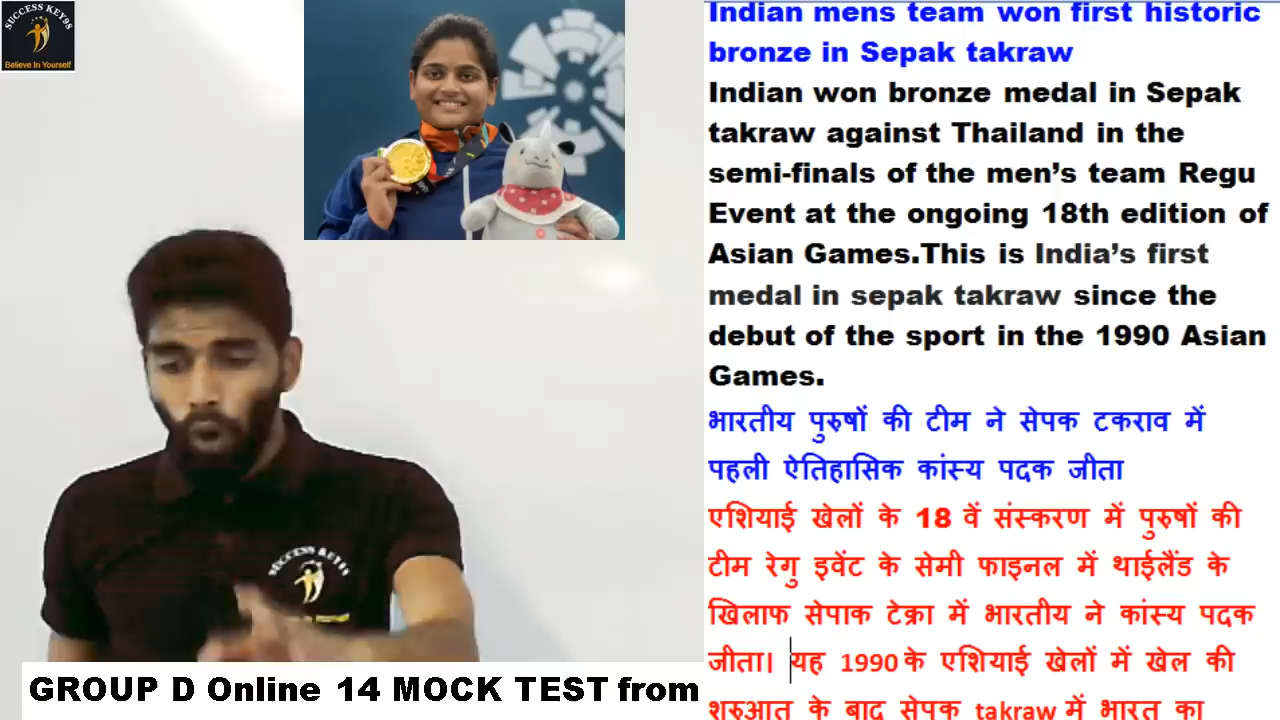 SUCCESS KEY98
Believe In Yourself
Indian mens team won first historic
bronze in Sepak takraw
Indian won bronze medal in Sepak
takraw against Thailand in the
semi-finals of the men’s team Regu
Event at the ongoing 18th edition of
Asian Games.This is India’s first
medal in sepak takraw since the
debut of the sport in the 1990 Asian
Games.
भारतीय पुरुषों की टीम ने सेपक टकराव में
पहली ऐतिहासिक कांस्य पदक जीता
एशियाई खेलों के 18 वें संस्करण में पुरुषों की
टीम रेगु इवेंट के सेमी फाइनल में थाईलैंड के
खिलाफ सेपाक टेक्रा में भारतीय ने कांस्य पदक
जीता। यह 1990 के एशियाई खेलों में खेल की
शुरुआत के बाद सेपक takraw में भारत का
SUCCESS KEY98
GROUP D Online 14 MOCK TEST from